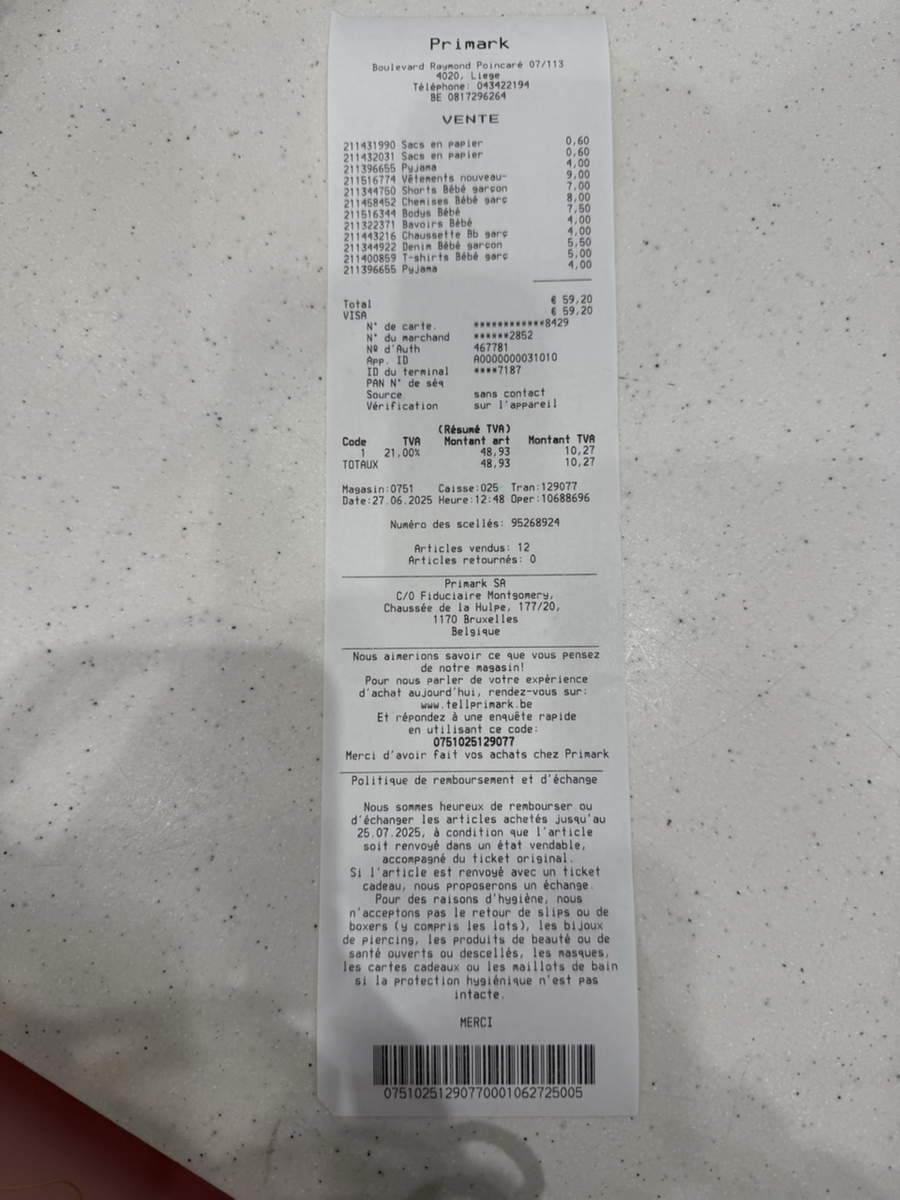 Primark
Boulevard Raymond Poincaré 07/113
4020, Liege
Téléphone: 043422194
BE 0817296264
VENTE
211431990 Sacs en papier 0,60
211432031 Sacs en papier 0,60
211396655 Pyjama 4,00
211516774 Vêtements nouveau- 9,00
211344750 Shorts Bébé garçon 7,00
211458452 Chemises Bébé garç 8,00
211516344 Bodys Bébé 7,50
211322371 Bavoirs Bébé 4,00
211443216 Chaussette Bb garç 4,00
211344922 Denim Bébé garçon 5,50
211400859 T-shirts Bébé garç 5,00
211396655 Pyjama 4,00
Total € 59,20
VISA € 59,20
N° de carte. ************8429
N° du marchand ******2852
Nº d'Auth 467781
App. ID A0000000031010
ID du terminal ****7187
PAN N° de séq
Source sans contact
Vérification sur l'appareil
(Résumé TVA)
Code TVA Montant art Montant TVA
1 21,00% 48,93 10,27
TOTAUX 48,93 10,27
Magasin:0751 Caisse:025 Tran:129077
Date:27.06.2025 Heure:12:48 Oper:10688696
Numéro des scellés: 95268924
Articles vendus: 12
Articles retournés: 0
Primark SA
C/O Fiduciaire Montgomery,
Chaussée de la Hulpe, 177/20,
1170 Bruxelles
Belgique
Nous aimerions savoir ce que vous pensez
de notre magasin!
Pour nous parler de votre expérience
d'achat aujourd'hui, rendez-vous sur:
www.tellprimark.be
Et répondez à une enquête rapide
en utilisant ce code:
0751025129077
Merci d'avoir fait vos achats chez Primark
Politique de remboursement et d'échange
Nous sommes heureux de rembourser ou
d'échanger les articles achetés jusqu'au
25.07.2025, à condition que l'article
soit renvoyé dans un état vendable,
accompagné du ticket original.
Si l'article est renvoyé avec un ticket
cadeau, nous proposerons un échange.
Pour des raisons d'hygiène, nous
n'acceptons pas le retour de slips ou de
boxers (y compris les lots), les bijoux
de piercing, les produits de beauté ou de
santé ouverts ou descellés, les masques,
les cartes cadeaux ou les maillots de bain
si la protection hygiénique n'est pas
intacte.
MERCI
07510251290770001062725005